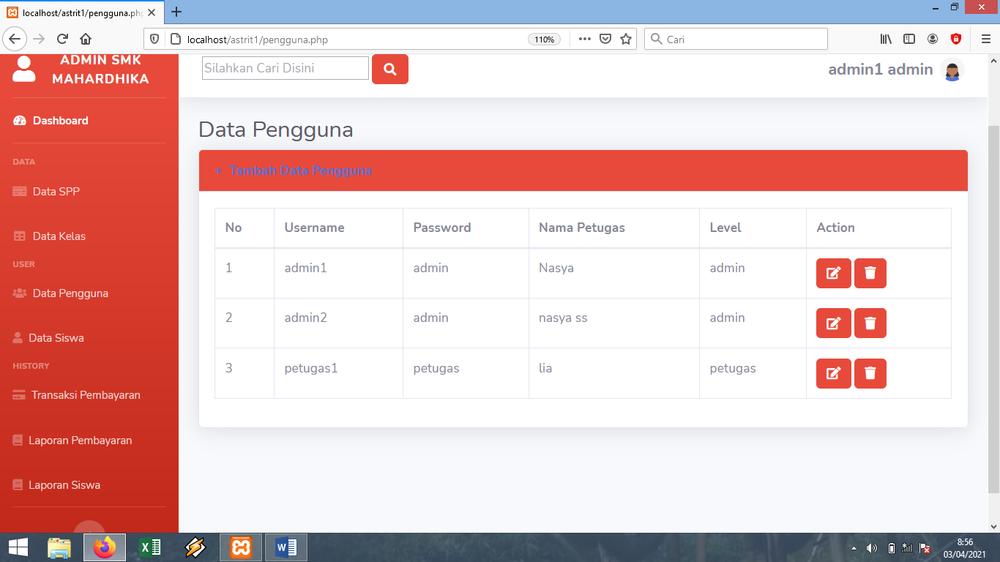 localhost/astrit1/pengguna.php
localhost/astrit1/pengguna.php
110%
Cari
ADMIN SMK
MAHARDHIKA
Silahkan Cari Disini
admin1 admin
Dashboard
DATA
Data SPP
Data Kelas
USER
Data Pengguna
Data Siswa
HISTORY
Transaksi Pembayaran
Laporan Pembayaran
Laporan Siswa
Data Pengguna
+ Tambah Data Pengguna
No Username Password Nama Petugas Level Action
1 admin1 admin Nasya admin
2 admin2 admin nasya ss admin
3 petugas1 petugas lia petugas
8:56
03/04/2021